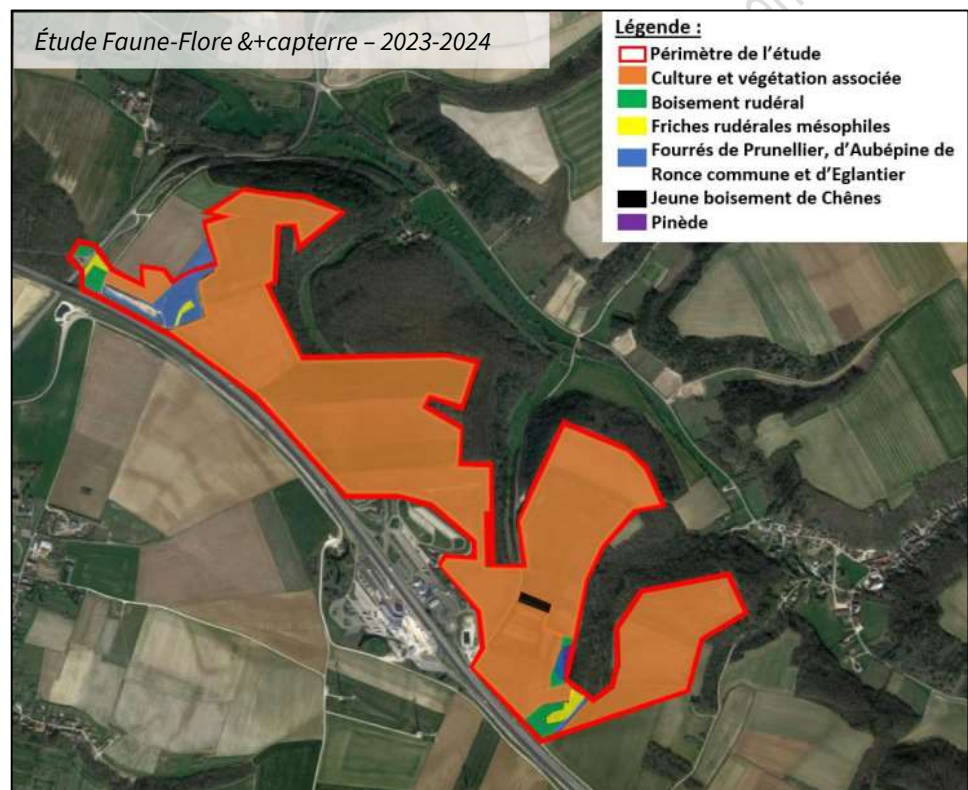 Étude Faune-Flore &+capterre – 2023-2024
Légende :
Périmètre de l'étude
Culture et végétation associée
Boisement rudéral
Friches rudérales mésophiles
Fourrés de Prunellier, d'Aubépine de
Ronce commune et d'Eglantier
Jeune boisement de Chênes
Pinède